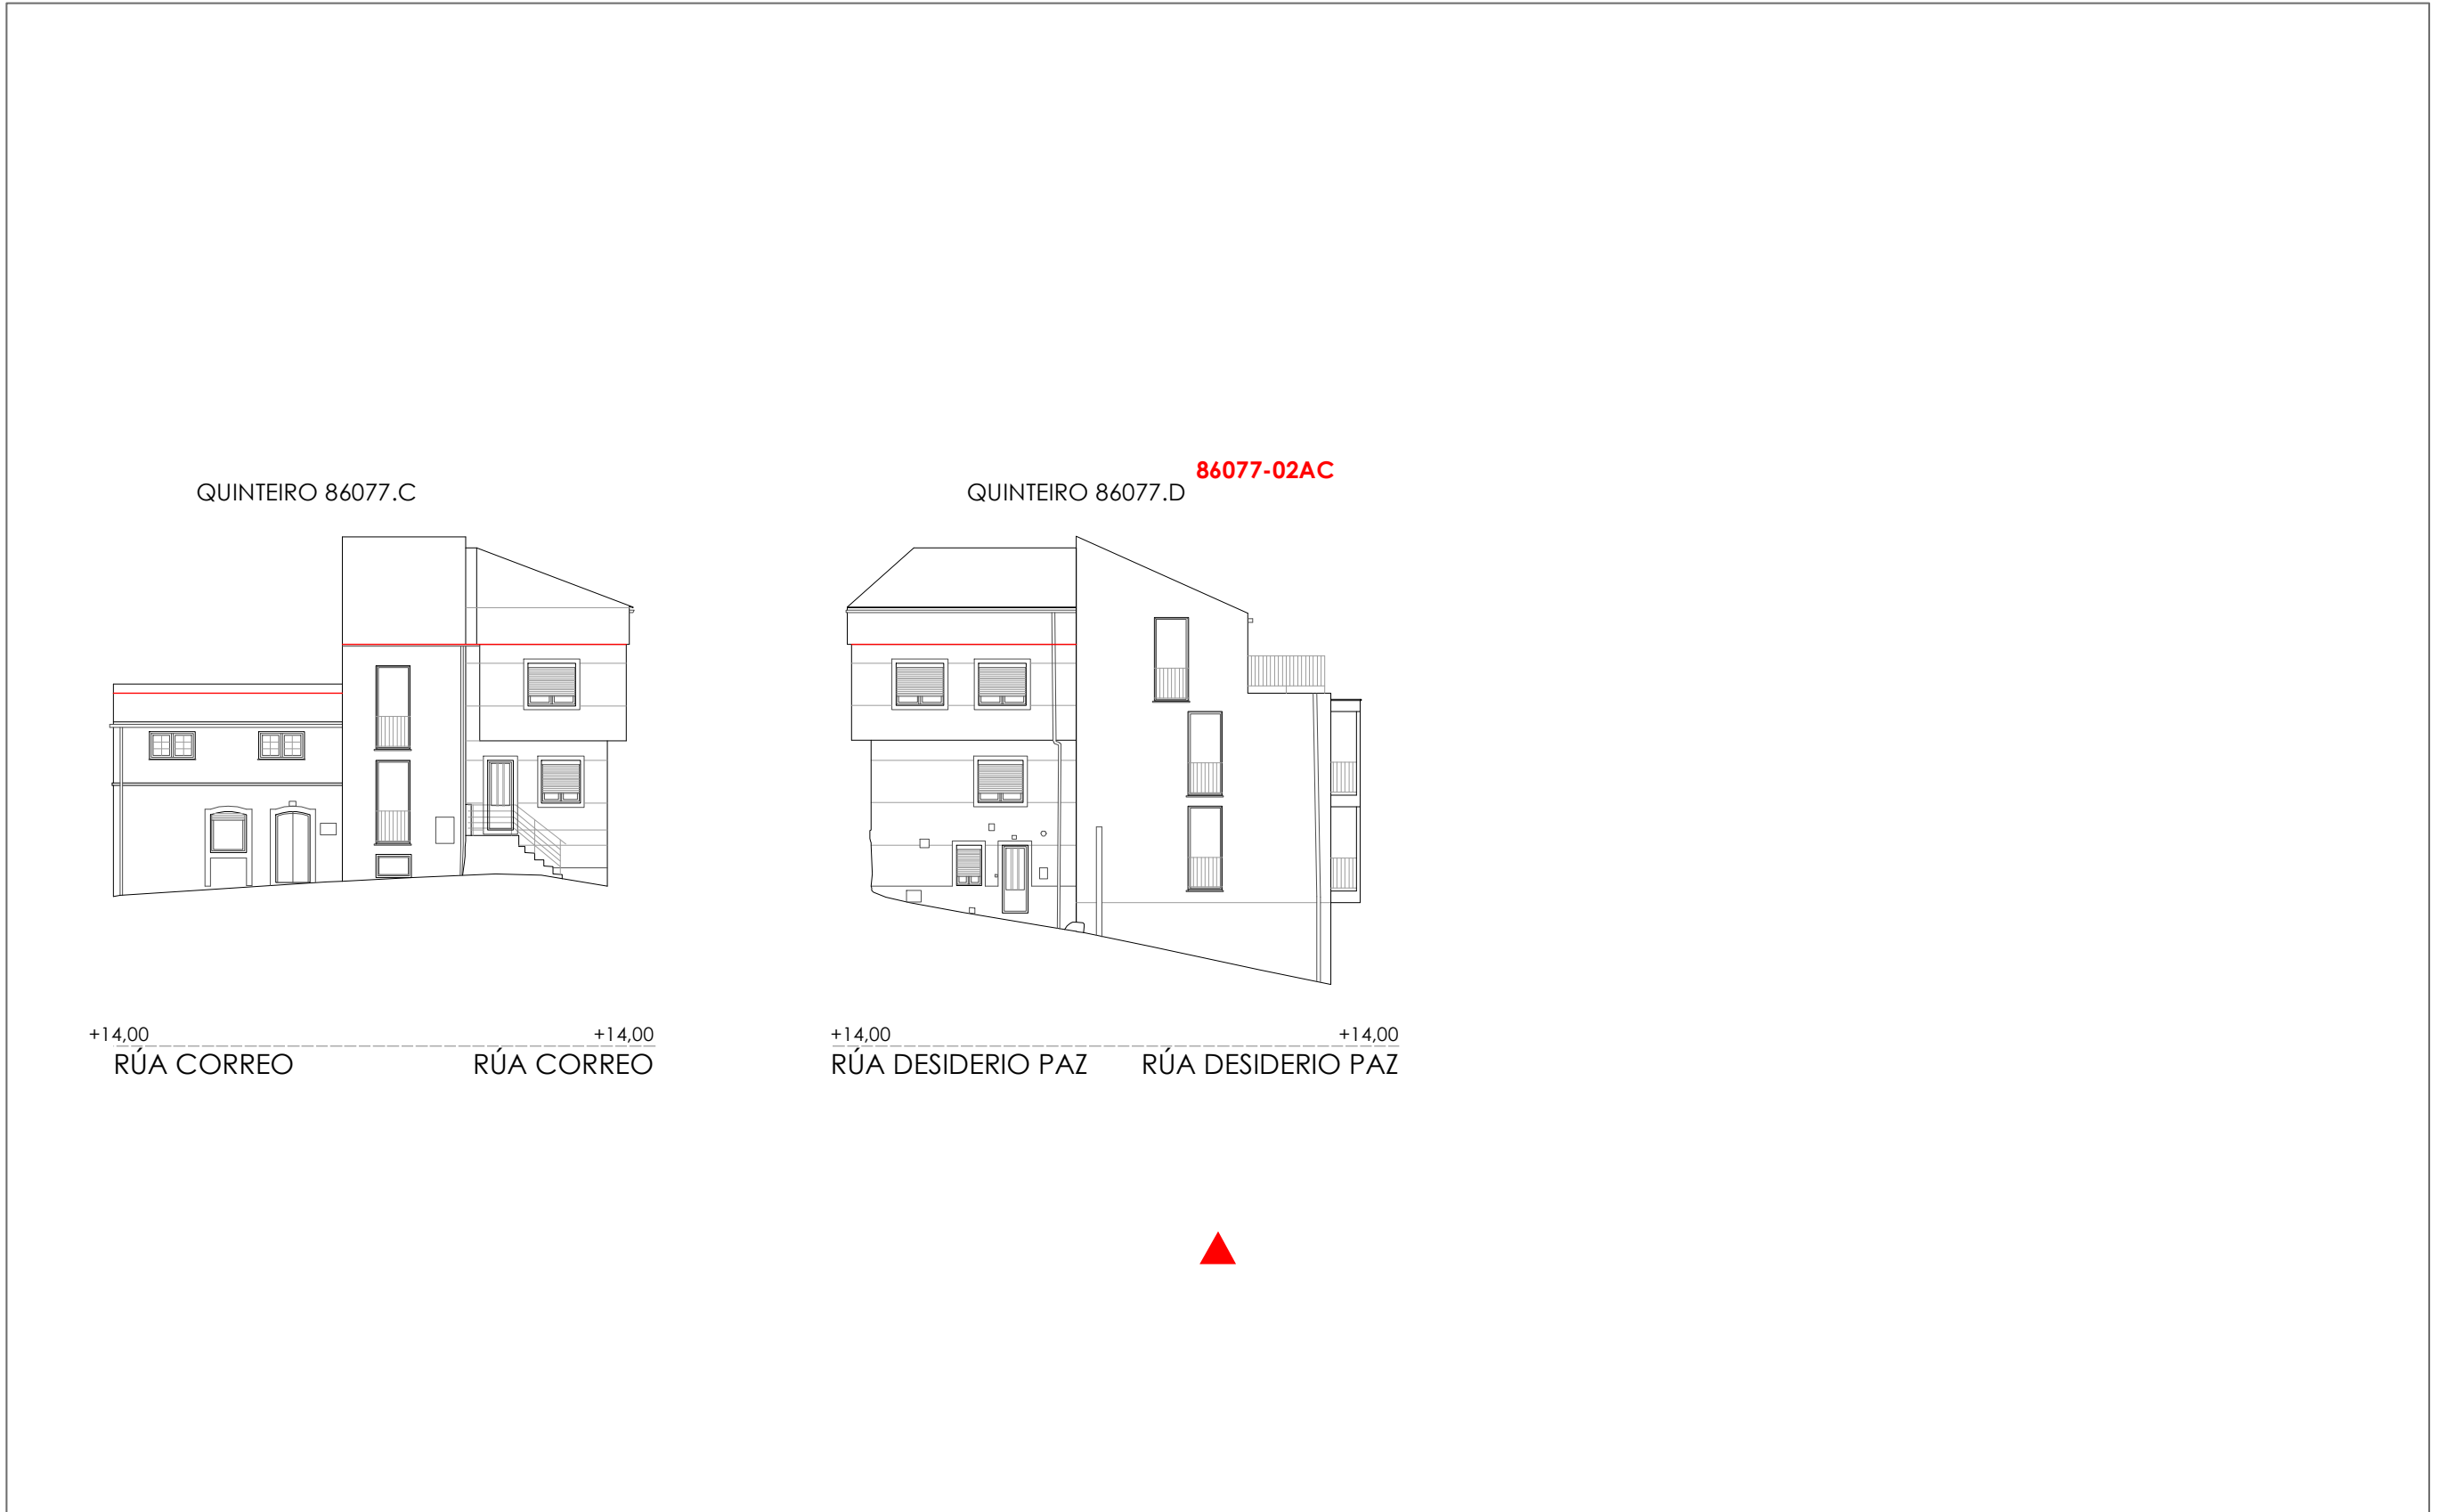 86077-02AC
QUINTEIRO 86077.C
QUINTEIRO 86077.D
+14,00
+14,00
+14,00
+14,00
RÚA CORREO
RÚA CORREO
RÚA DESIDERIO PAZ
RÚA DESIDERIO PAZ